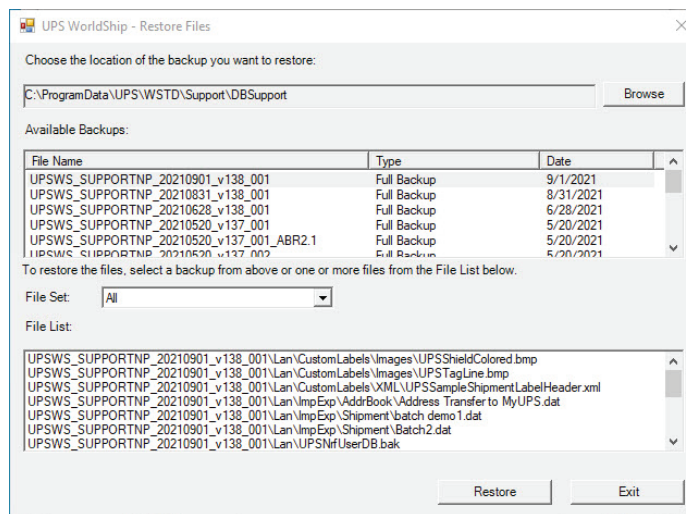 UPS WorldShip - Restore Files
Choose the location of the backup you want to restore:
C:\ProgramData\UPS\WSTD\Support\DBSupport
Browse
Available Backups:
File Name Type Date
UPSWS_SUPPORTNP_20210901_v138_001 Full Backup 9/1/2021
UPSWS_SUPPORTNP_20210831_v138_001 Full Backup 8/31/2021
UPSWS_SUPPORTNP_20210628_v138_001 Full Backup 6/28/2021
UPSWS_SUPPORTNP_20210520_v137_001 Full Backup 5/20/2021
UPSWS_SUPPORTNP_20210520_v137_001_ABR2.1 Full Backup 5/20/2021
UPSWS_SUPPORTNP_20210520_v137_002 Full Backup 5/20/2021
To restore the files, select a backup from above or one or more files from the File List below.
File Set: All
File List:
UPSWS_SUPPORTNP_20210901_v138_001\Lan\CustomLabels\Images\UPSShieldColored.bmp
UPSWS_SUPPORTNP_20210901_v138_001\Lan\CustomLabels\Images\UPSTagLine.bmp
UPSWS_SUPPORTNP_20210901_v138_001\Lan\CustomLabels\XML\UPSSampleShipmentLabelHeader.xml
UPSWS_SUPPORTNP_20210901_v138_001\Lan\ImpExp\AddrBook\Address Transfer to MyUPS.dat
UPSWS_SUPPORTNP_20210901_v138_001\Lan\ImpExp\Shipment\batch demo1.dat
UPSWS_SUPPORTNP_20210901_v138_001\Lan\ImpExp\Shipment\Batch2.dat
UPSWS_SUPPORTNP_20210901_v138_001\Lan\UPSNrfUserDB.bak
Restore Exit